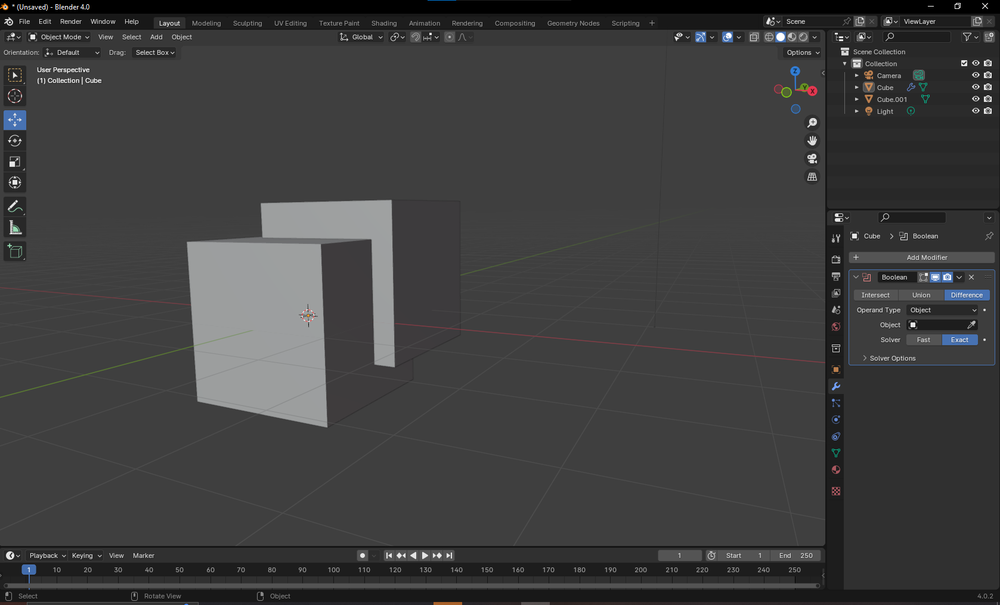 * (Unsaved) - Blender 4.0
File Edit Render Window Help Layout Modeling Sculpting UV Editing Texture Paint Shading Animation Rendering Compositing Geometry Nodes Scripting + Scene ViewLayer
Object Mode View Select Add Object Global
Orientation: Default Drag: Select Box Options
User Perspective
(1) Collection | Cube
Z
Y
X
Scene Collection
Collection
Camera
Cube
Cube.001
Light
Cube > Boolean
+ Add Modifier
Boolean
Intersect Union Difference
Operand Type Object
Object
Solver Fast Exact
Solver Options
Playback Keying View Marker 1 Start 1 End 250
1 10 20 30 40 50 60 70 80 90 100 110 120 130 140 150 160 170 180 190 200 210 220 230 240 250
Select Rotate View Object 4.0.2